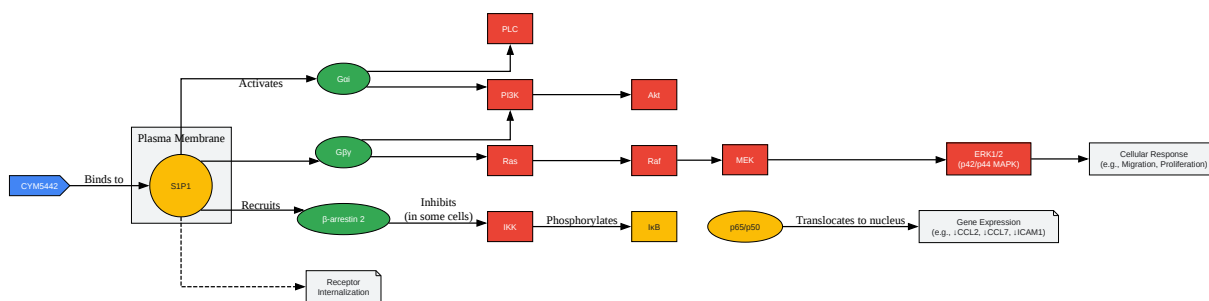 PLC
Gαi
Activates
PI3K
Akt
Plasma Membrane
Gβγ
Ras
Raf
MEK
ERK1/2
(p42/p44 MAPK)
Cellular Response
(e.g., Migration, Proliferation)
CYM5442
Binds to
S1P1
Recruits
β-arrestin 2
Inhibits
(in some cells)
IKK
Phosphorylates
IκB
p65/p50
Translocates to nucleus
Gene Expression
(e.g., ↓CCL2, ↓CCL7, ↓ICAM1)
Receptor
Internalization